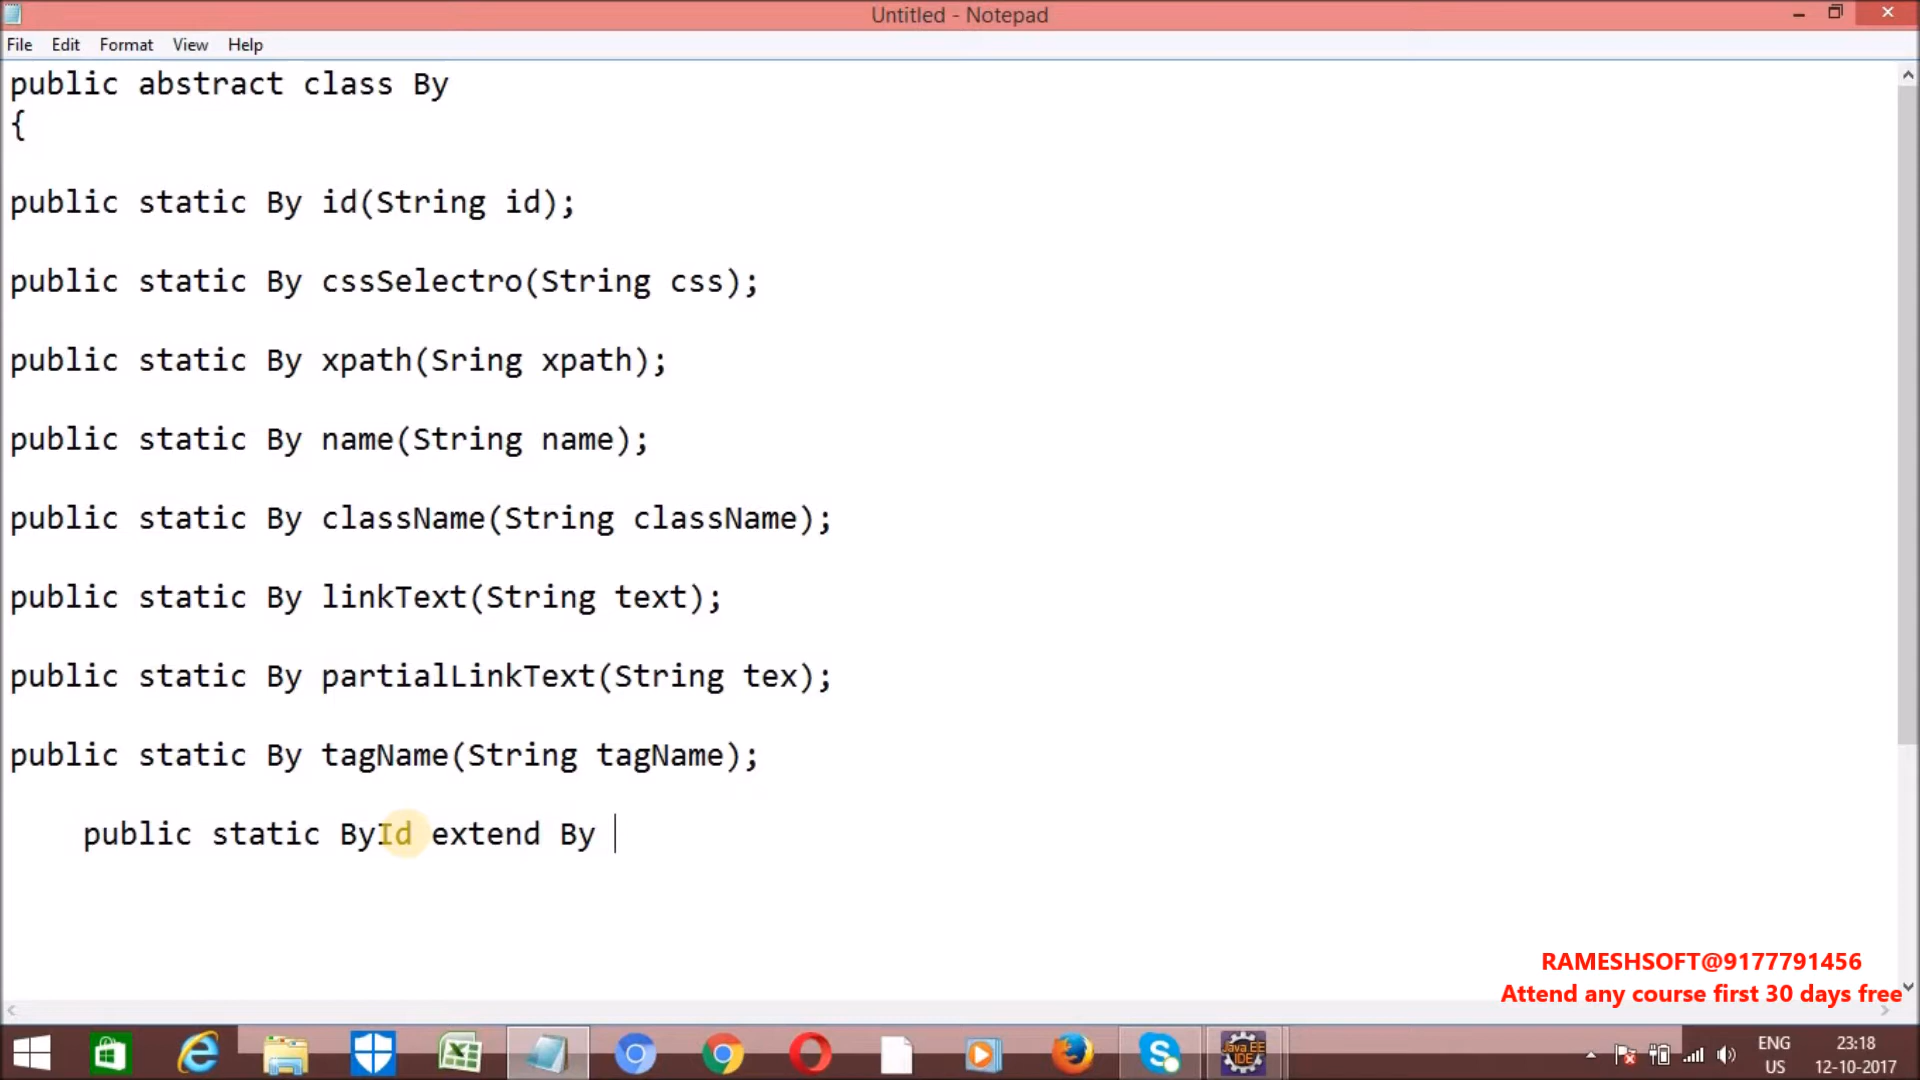 Untitled - Notepad
File Edit Format View Help
public abstract class By
{
public static By id(String id);
public static By cssSelectro(String css);
public static By xpath(Sring xpath);
public static By name(String name);
public static By className(String className);
public static By linkText(String text);
public static By partialLinkText(String tex);
public static By tagName(String tagName);
public static ById extend By
RAMESHSOFT@9177791456
Attend any course first 30 days free
Java EE
IDE
ENG
US
23:18
12-10-2017